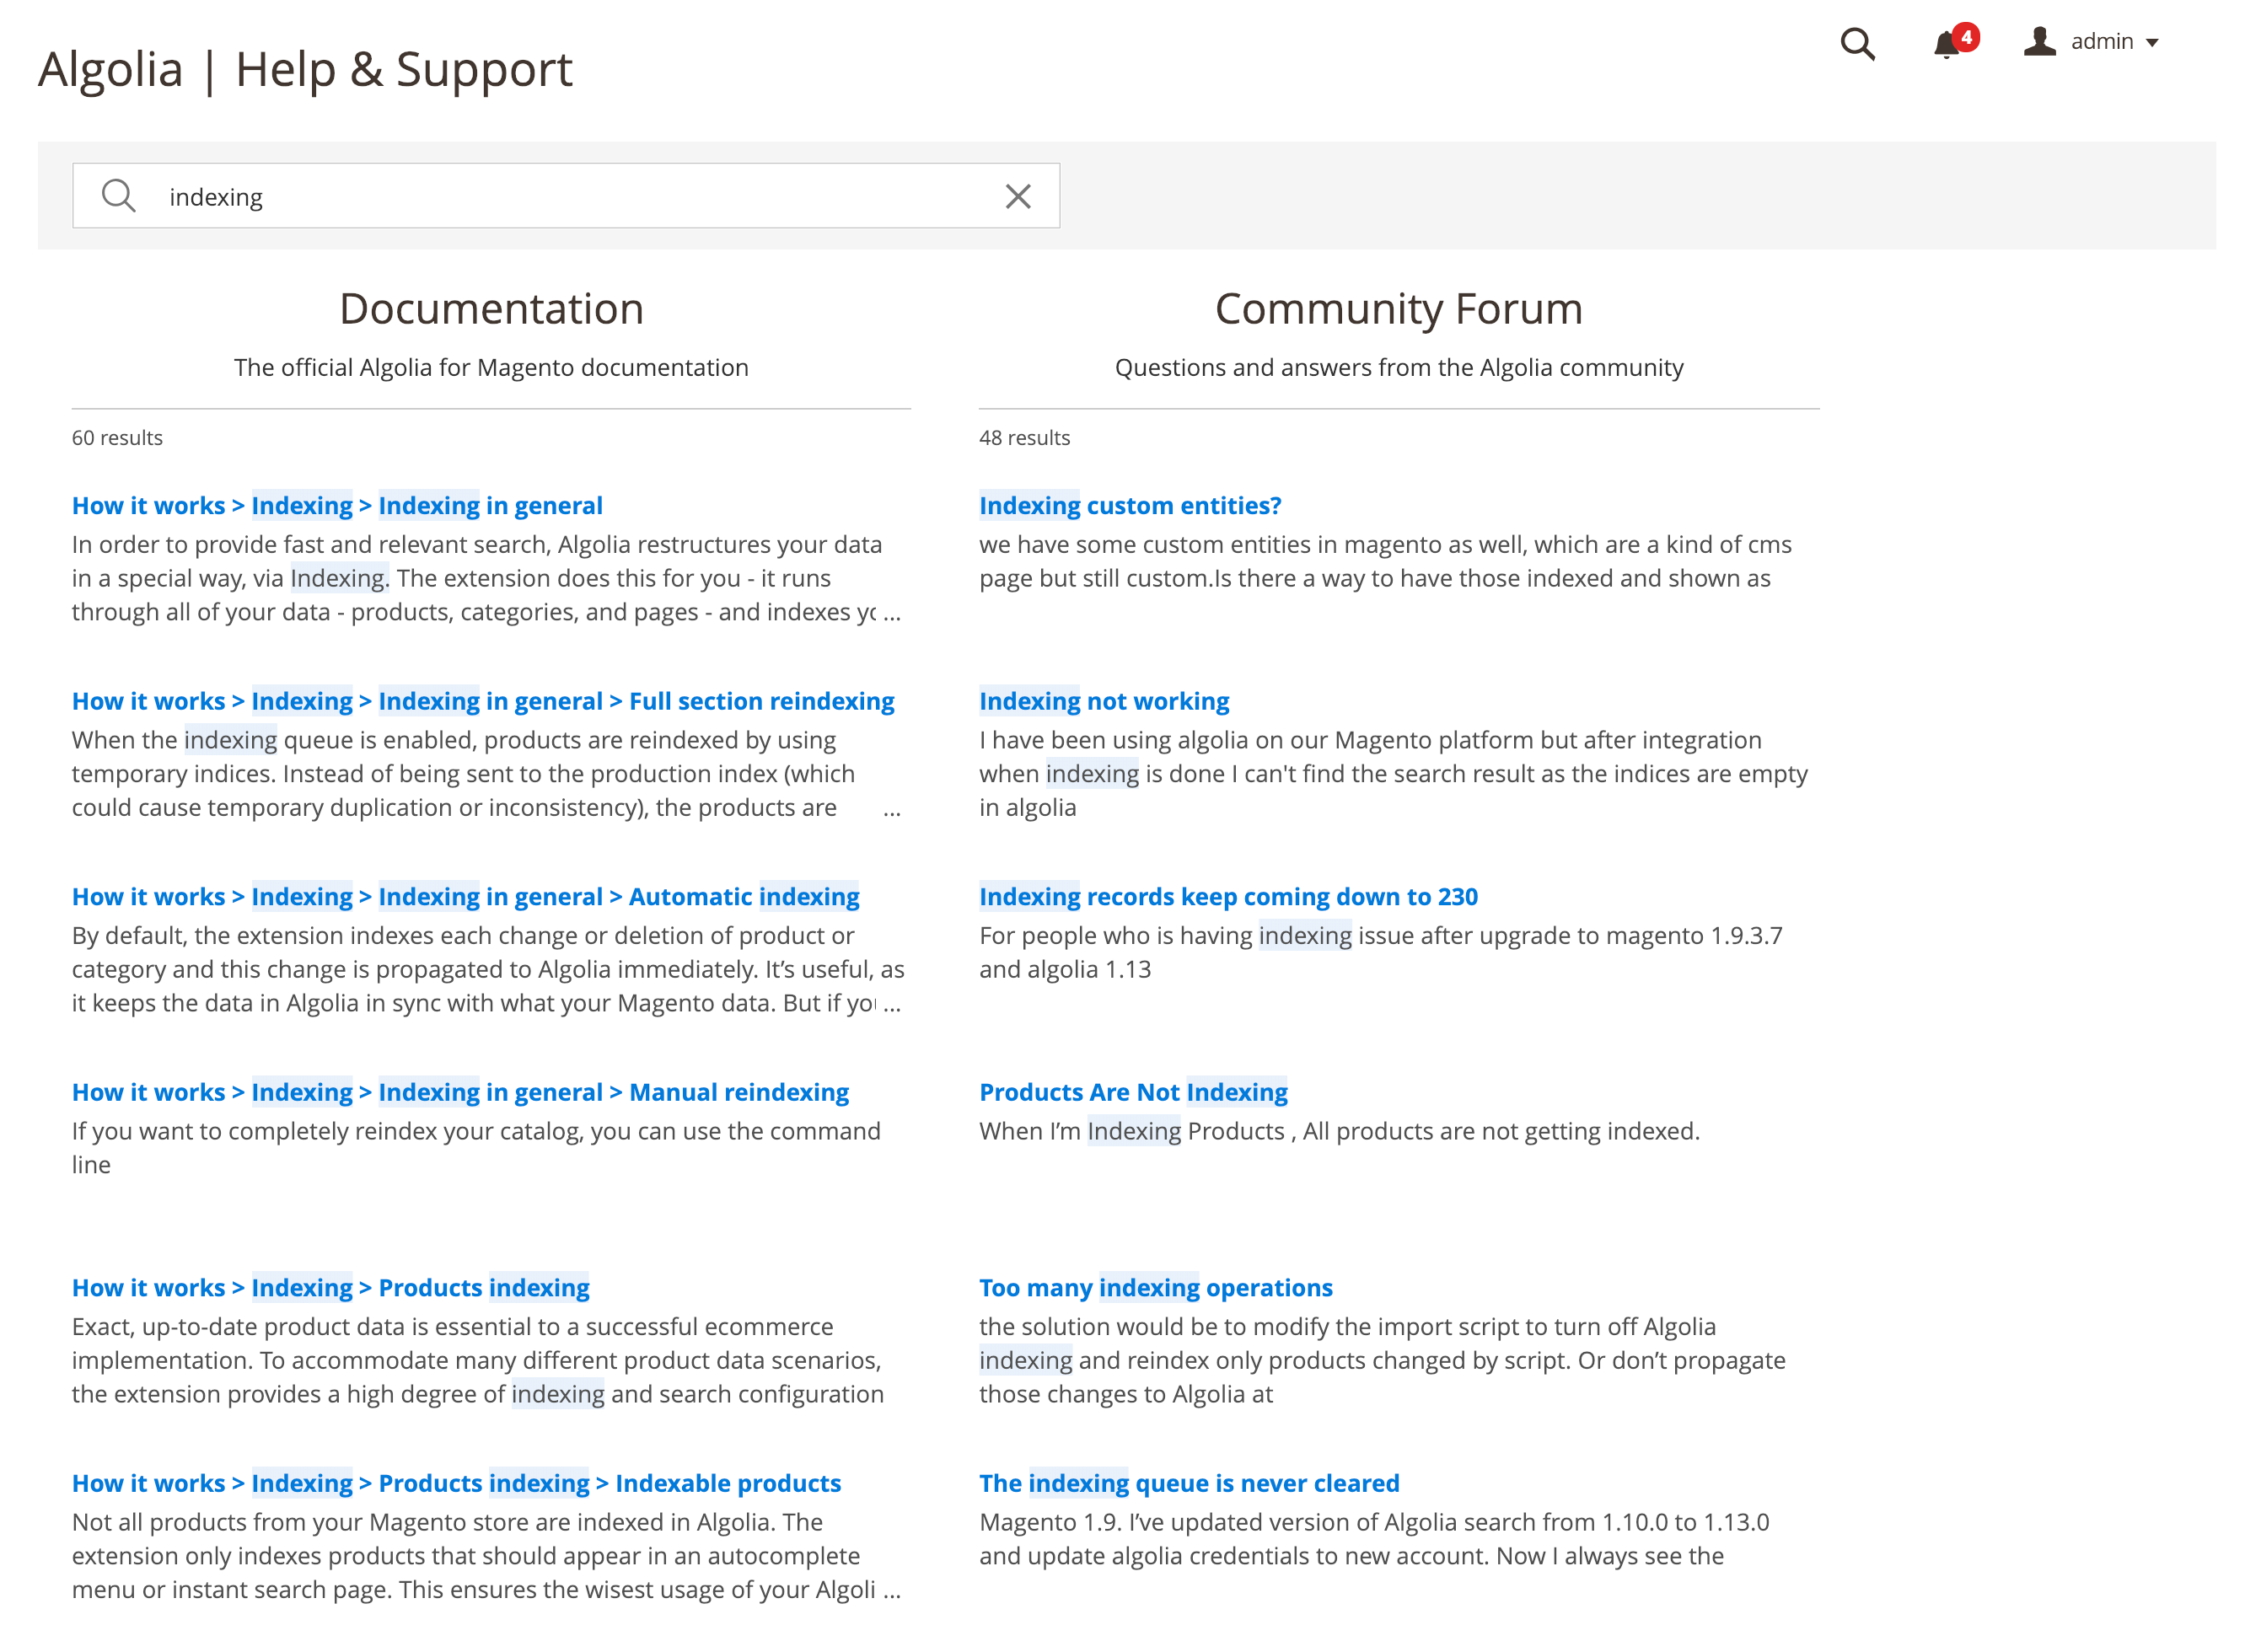 Algolia | Help & Support
4
admin
indexing
Documentation
The official Algolia for Magento documentation
60 results
How it works > Indexing > Indexing in general
In order to provide fast and relevant search, Algolia restructures your data
in a special way, via Indexing. The extension does this for you - it runs
through all of your data - products, categories, and pages - and indexes yo ...
How it works > Indexing > Indexing in general > Full section reindexing
When the indexing queue is enabled, products are reindexed by using
temporary indices. Instead of being sent to the production index (which
could cause temporary duplication or inconsistency), the products are ...
How it works > Indexing > Indexing in general > Automatic indexing
By default, the extension indexes each change or deletion of product or
category and this change is propagated to Algolia immediately. It’s useful, as
it keeps the data in Algolia in sync with what your Magento data. But if you ...
How it works > Indexing > Indexing in general > Manual reindexing
If you want to completely reindex your catalog, you can use the command
line
How it works > Indexing > Products indexing
Exact, up-to-date product data is essential to a successful ecommerce
implementation. To accommodate many different product data scenarios,
the extension provides a high degree of indexing and search configuration
How it works > Indexing > Products indexing > Indexable products
Not all products from your Magento store are indexed in Algolia. The
extension only indexes products that should appear in an autocomplete
menu or instant search page. This ensures the wisest usage of your Algoli ...
Community Forum
Questions and answers from the Algolia community
48 results
Indexing custom entities?
we have some custom entities in magento as well, which are a kind of cms
page but still custom.Is there a way to have those indexed and shown as
Indexing not working
I have been using algolia on our Magento platform but after integration
when indexing is done I can't find the search result as the indices are empty
in algolia
Indexing records keep coming down to 230
For people who is having indexing issue after upgrade to magento 1.9.3.7
and algolia 1.13
Products Are Not Indexing
When I’m Indexing Products , All products are not getting indexed.
Too many indexing operations
the solution would be to modify the import script to turn off Algolia
indexing and reindex only products changed by script. Or don’t propagate
those changes to Algolia at
The indexing queue is never cleared
Magento 1.9. I’ve updated version of Algolia search from 1.10.0 to 1.13.0
and update algolia credentials to new account. Now I always see the